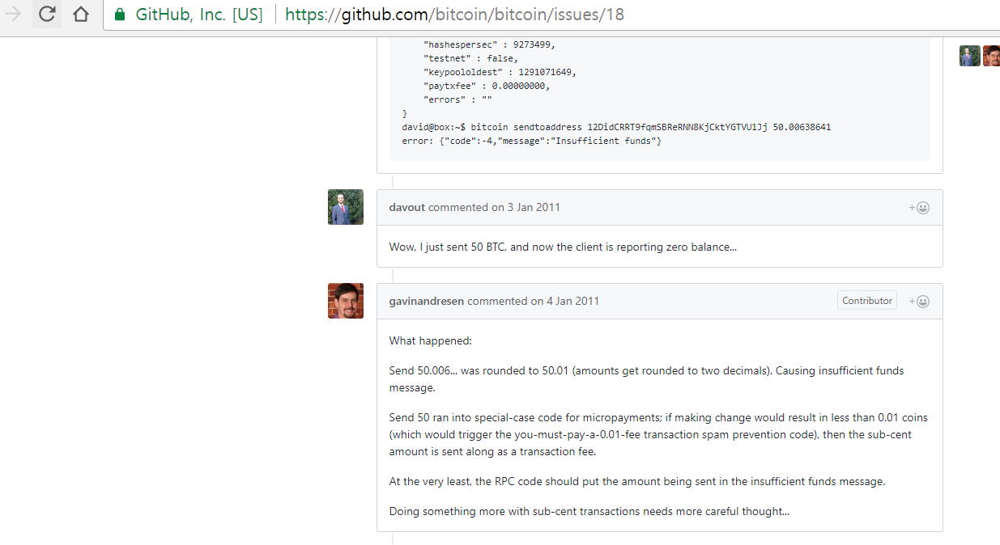 GitHub, Inc. [US]
https://github.com/bitcoin/bitcoin/issues/18
"hashespersec" : 9273499,
"testnet" : false,
"keypoololdest" : 1291071649,
"paytxfee" : 0.00000000,
"errors" : ""
}
david@box:~$ bitcoin sendtoaddress 12DidCRRT9fqmSBReRNN8KjCktYGTVU1Jj 50.00638641
error: {"code":-4,"message":"Insufficient funds"}
davout commented on 3 Jan 2011
Wow, I just sent 50 BTC, and now the client is reporting zero balance...
gavinandresen commented on 4 Jan 2011
Contributor
What happened:
Send 50.006... was rounded to 50.01 (amounts get rounded to two decimals). Causing insufficient funds
message.
Send 50 ran into special-case code for micropayments; if making change would result in less than 0.01 coins
(which would trigger the you-must-pay-a-0.01-fee transaction spam prevention code), then the sub-cent
amount is sent along as a transaction fee.
At the very least, the RPC code should put the amount being sent in the insufficient funds message.
Doing something more with sub-cent transactions needs more careful thought...